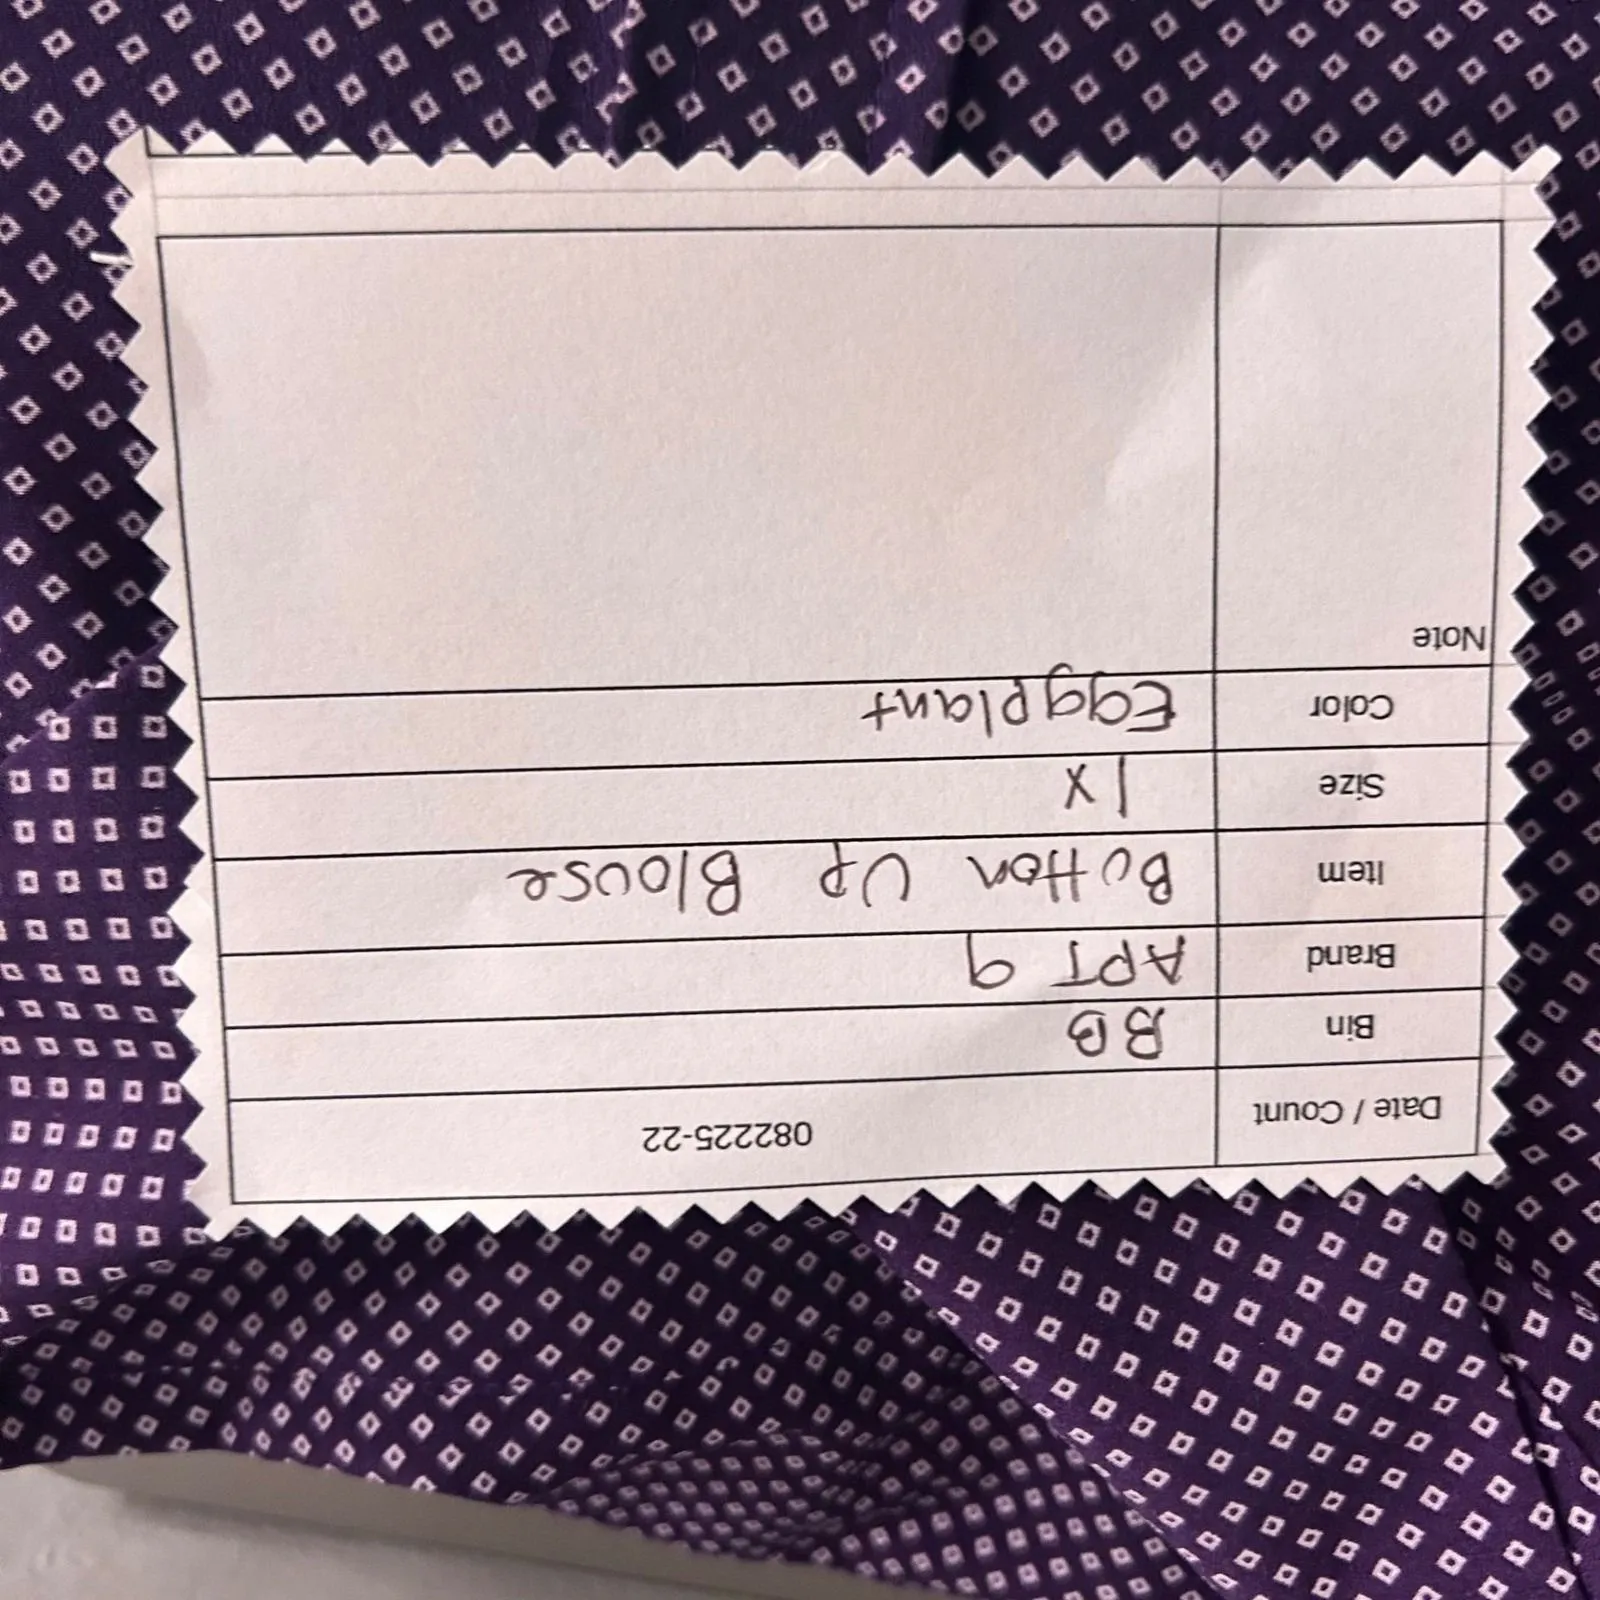 Date / Count 082225-22
Bin BB
Brand APT 9
Item Button Up Blouse
Size 1X
Color Eggplant
Note